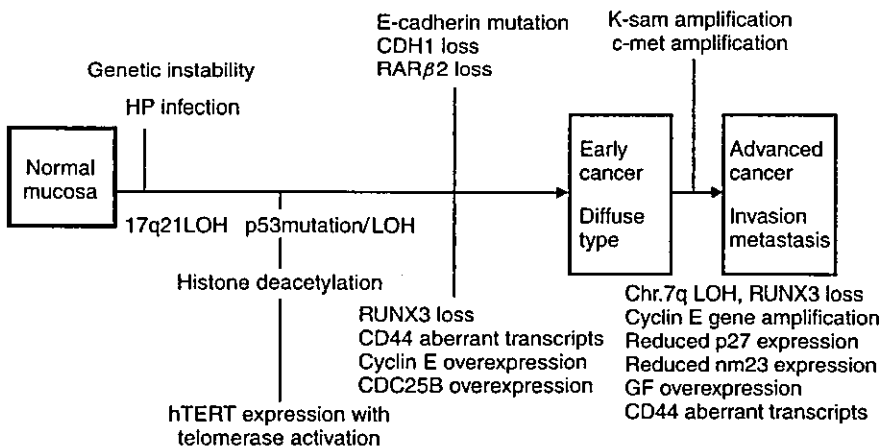 E-cadherin mutation
CDH1 loss
RARβ2 loss
K-sam amplification
c-met amplification
Genetic instability
HP infection
Normal
mucosa
Early
cancer
Diffuse
type
Advanced
cancer
Invasion
metastasis
17q21LOH
p53mutation/LOH
Histone deacetylation
RUNX3 loss
CD44 aberrant transcripts
Cyclin E overexpression
CDC25B overexpression
Chr.7q LOH, RUNX3 loss
Cyclin E gene amplification
Reduced p27 expression
Reduced nm23 expression
GF overexpression
CD44 aberrant transcripts
hTERT expression with
telomerase activation